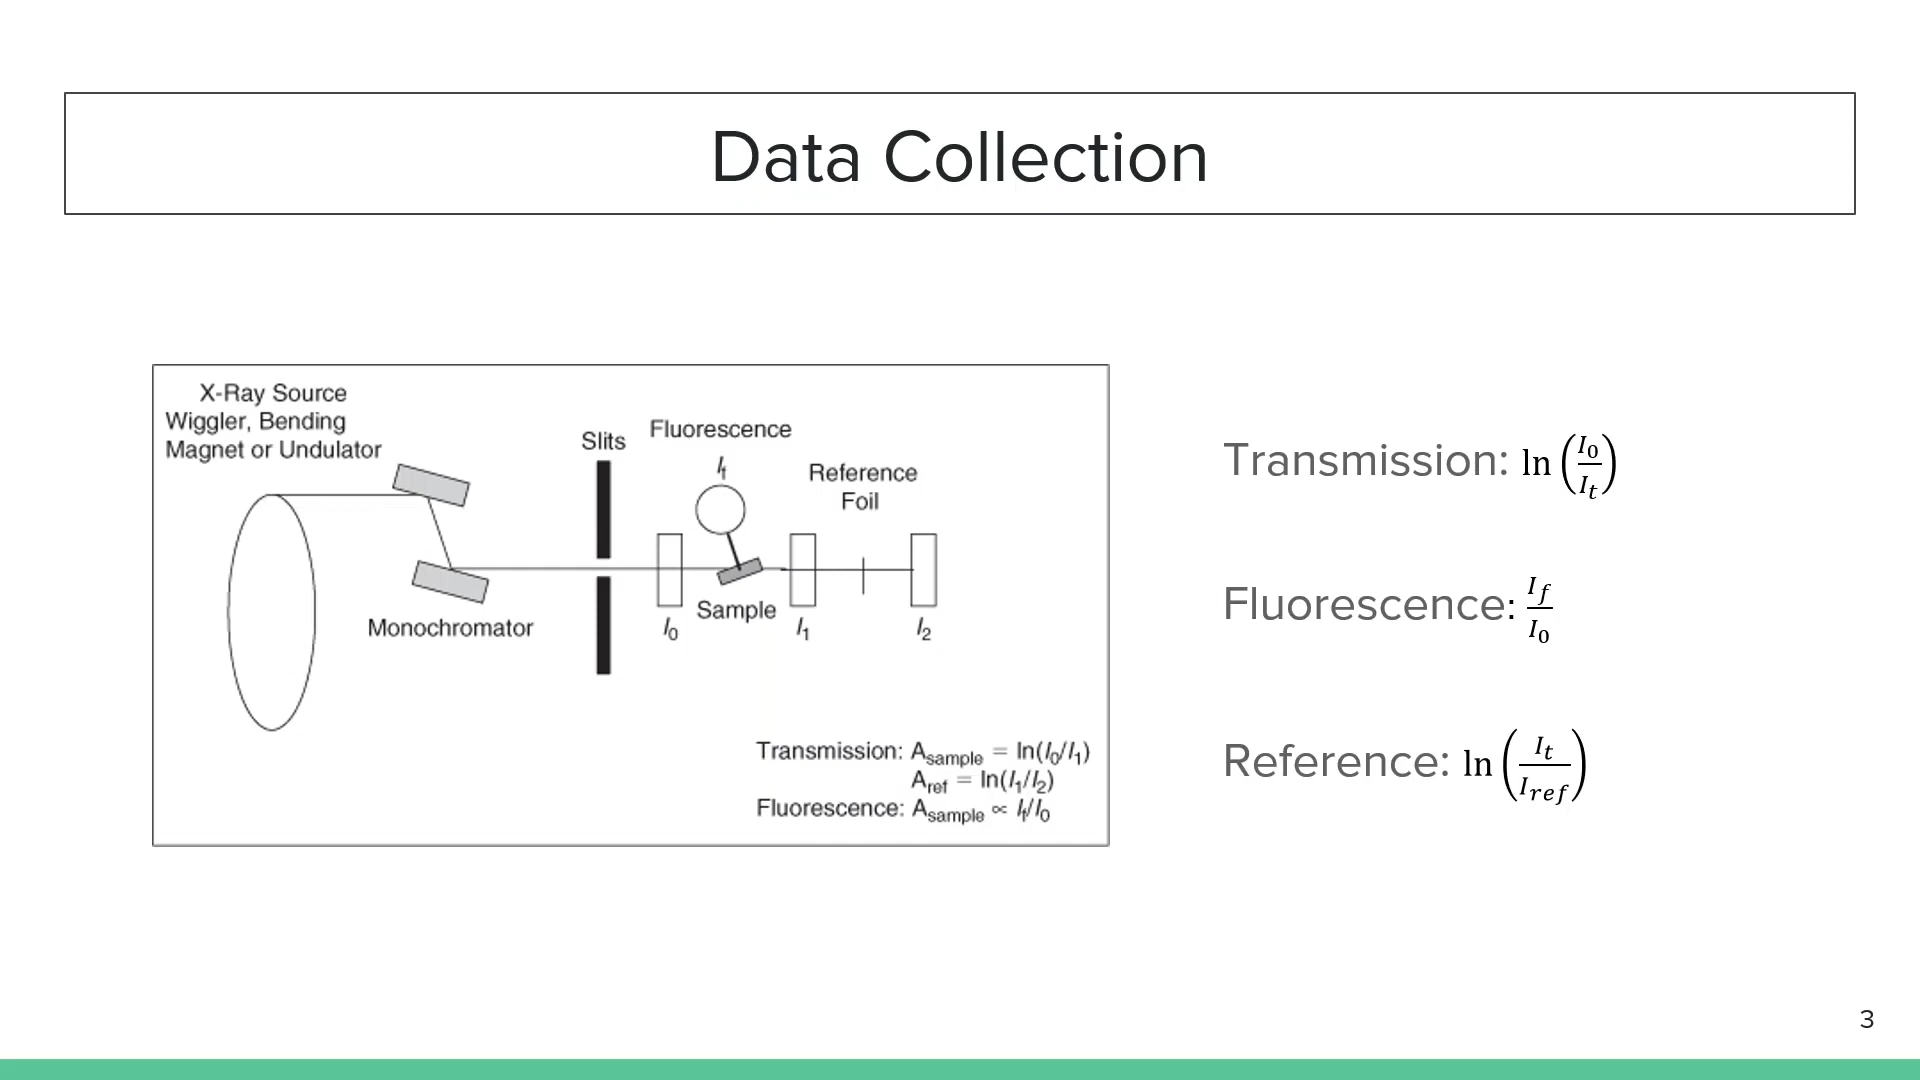 Data Collection
X-Ray Source
Wiggler, Bending
Magnet or Undulator
Monochromator
Slits
Fluorescence
I_f
Reference
Foil
Sample
I_0
I_1
I_2
Transmission: A_sample = ln(I_0/I_1)
A_ref = ln(I_1/I_2)
Fluorescence: A_sample ∝ I_f/I_0
Transmission: ln(I_0/I_t)
Fluorescence: I_f/I_0
Reference: ln(I_t/I_ref)
3